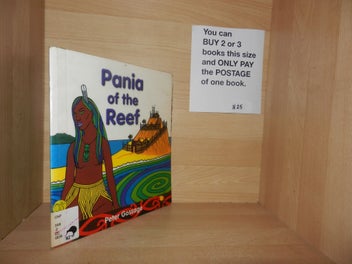 You can
BUY 2 or 3
books this size
and ONLY PAY
the POSTAGE
of one book.
Pania
of the
Reef
Peter Gossage